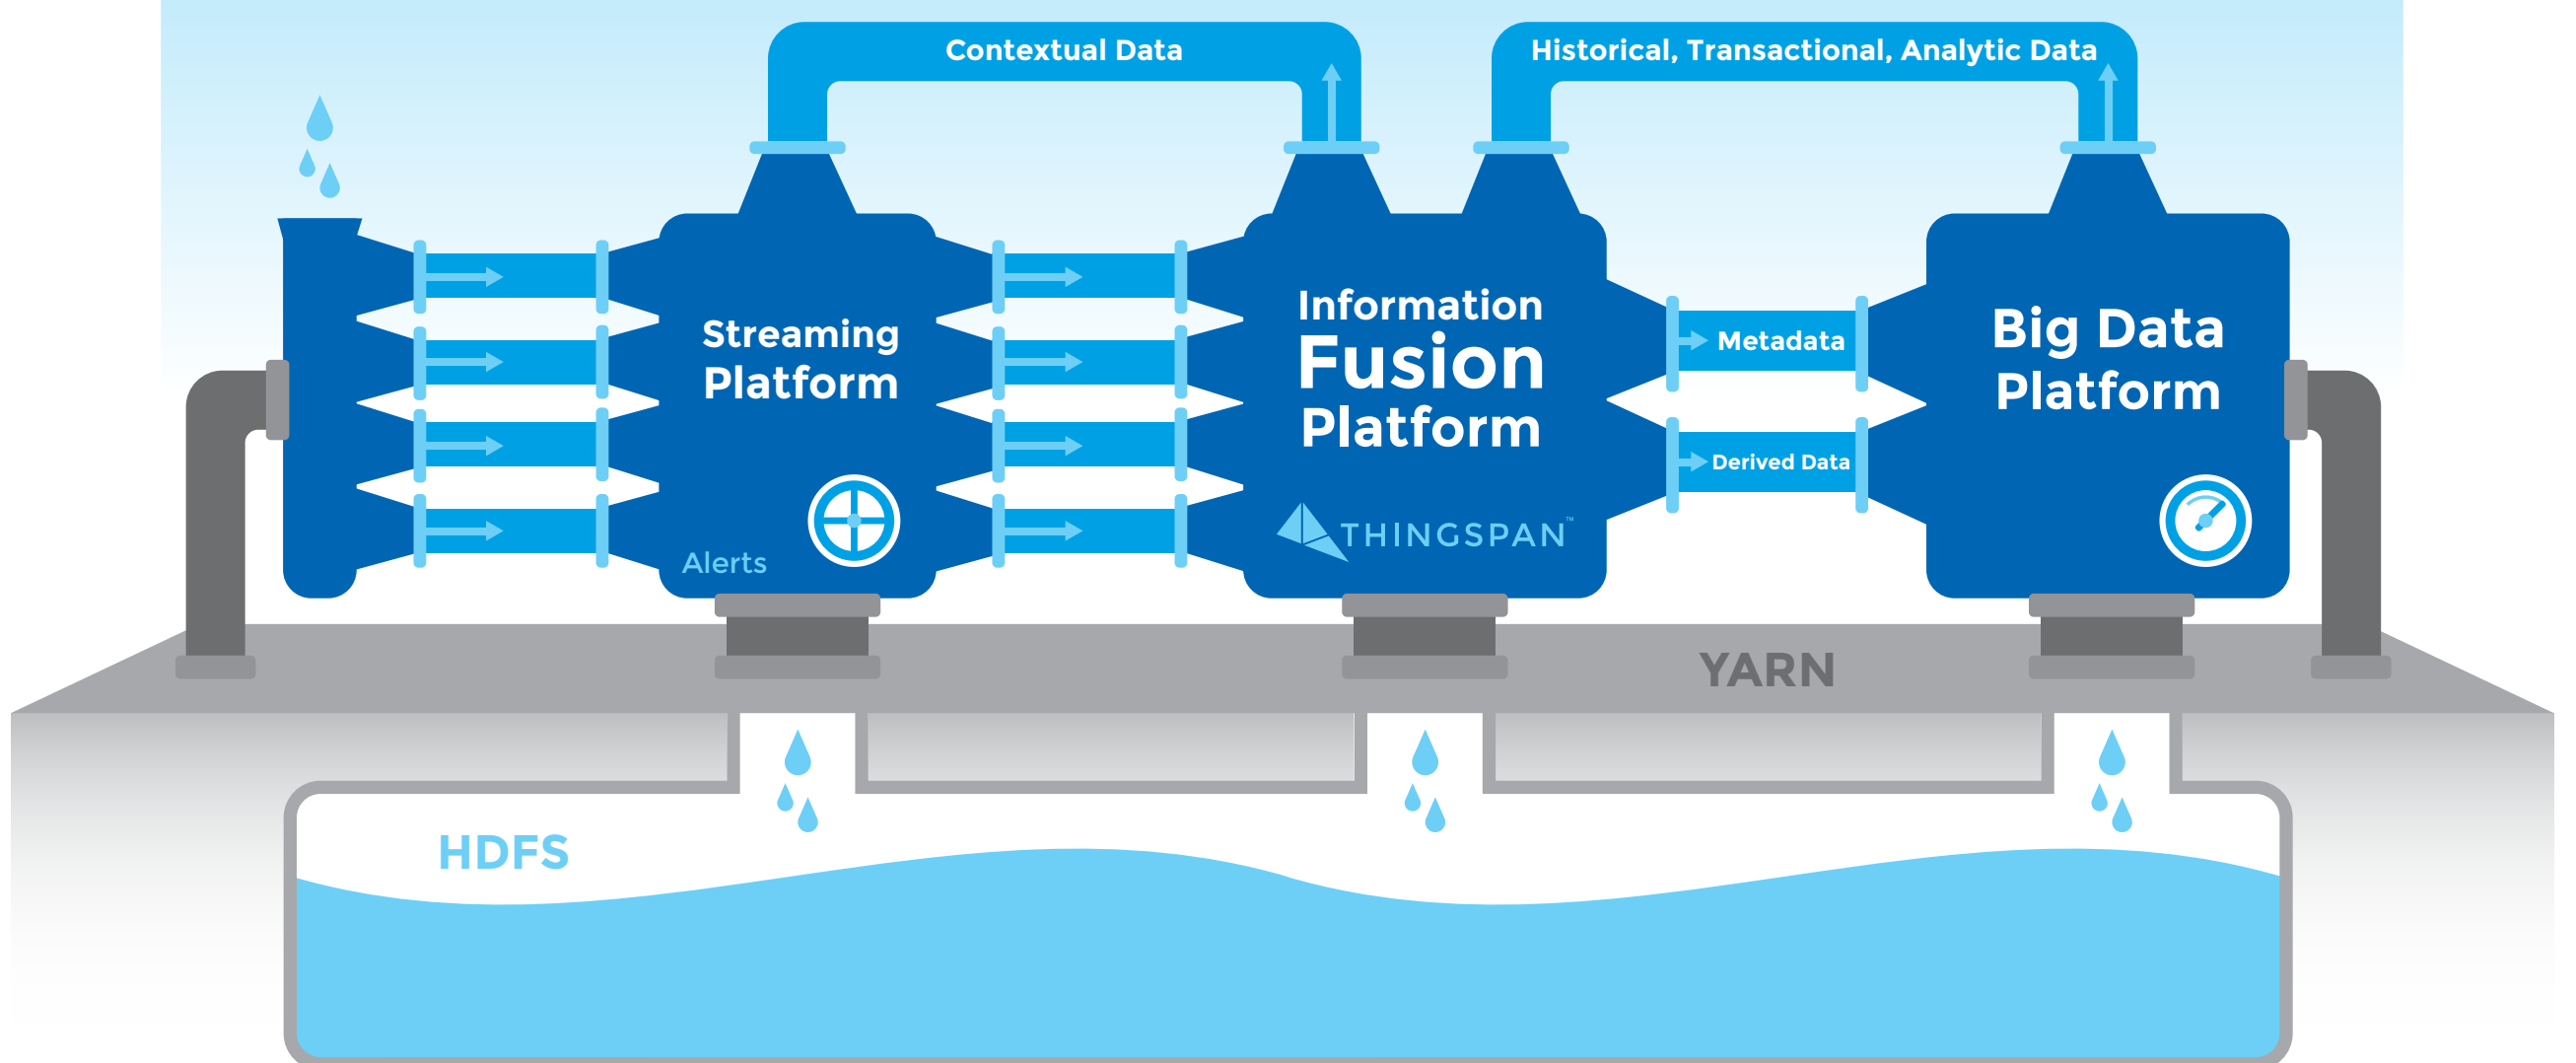 Contextual Data
Historical, Transactional, Analytic Data
Streaming
Platform
Alerts
Information
Fusion
Platform
THINGSPAN™
Metadata
Derived Data
Big Data
Platform
YARN
HDFS